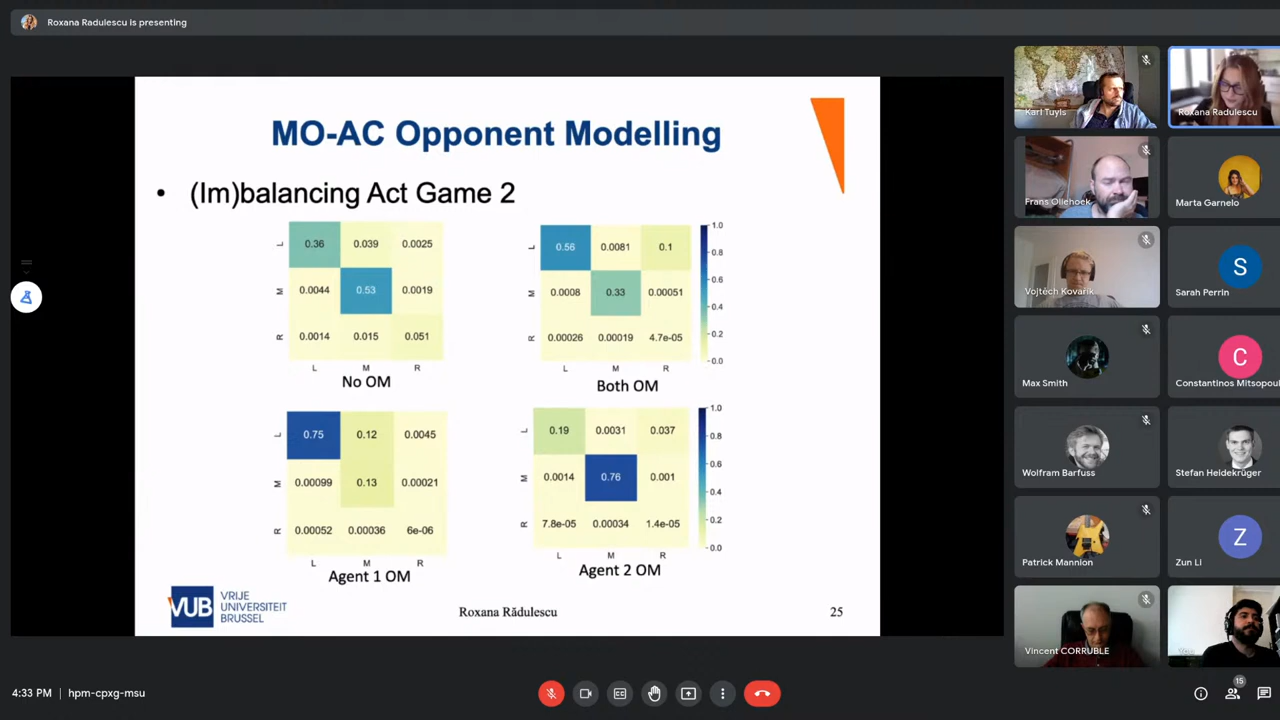 Roxana Radulescu is presenting
MO-AC Opponent Modelling
• (Im)balancing Act Game 2
L 0.36 0.039 0.0025
M 0.0044 0.53 0.0019
R 0.0014 0.015 0.051
L M R
No OM
L 0.56 0.0081 0.1
M 0.0008 0.33 0.00051
R 0.00026 0.00019 4.7e-05
L M R
1.0
0.8
0.6
0.4
0.2
0.0
Both OM
L 0.75 0.12 0.0045
M 0.00099 0.13 0.00021
R 0.00052 0.00036 6e-06
L M R
Agent 1 OM
L 0.19 0.0031 0.037
M 0.0014 0.76 0.001
R 7.8e-05 0.00034 1.4e-05
L M R
1.0
0.8
0.6
0.4
0.2
0.0
Agent 2 OM
VUB
VRIJE
UNIVERSITEIT
BRUSSEL
Roxana Rădulescu
25
Karl Tuyls
Roxana Radulescu
Frans Oliehoek
Marta Garnelo
Vojtěch Kovařík
S
Sarah Perrin
Max Smith
C
Constantinos Mitsopoul
Wolfram Barfuss
Stefan Heidekrüger
Patrick Mannion
Z
Zun Li
Vincent CORRUBLE
You
4:33 PM | hpm-cpxg-msu
15